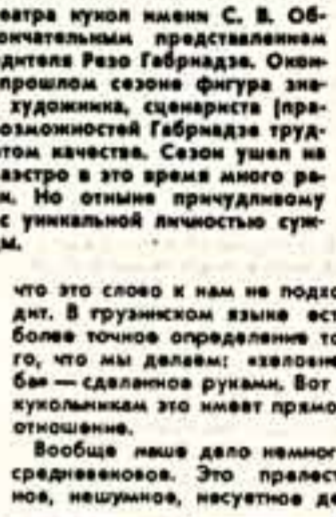 еатра кукол имени С. В. Об-
ончательным представлением
дителя Резо Габриадзе. Окон-
прошлом сезоне фигура зна-
художника, сценариста (пра-
озможностей Габриадзе труд-
том качестве. Сезон ушел на
аэстро в это время много ра-
и. Но отныне причудливому
с уникальной личностью суж-
ы.
что это слово к нам не подхо
дит. В грузинском языке ест
более точное определение то
го, что мы делаем: «хеловне
ба» — сделанное руками. Вот
кукольникам это имеет прямо
отношение.
Вообще наше дело немног
средневековое. Это прелест
ное, нешумное, несуетное де